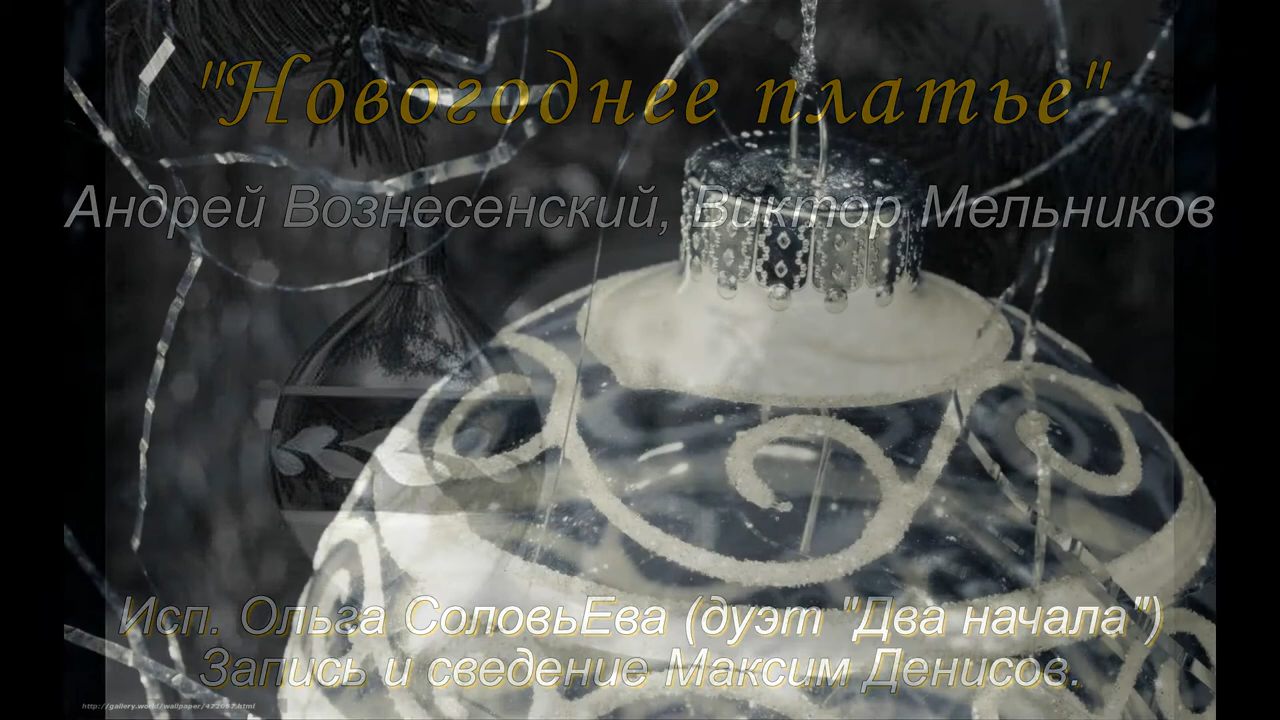 "Новогоднее платье"
Андрей Вознесенский, Виктор Мельников
Исп. Ольга СоловьЕва (дуэт "Два начала")
Запись и сведение Максим Денисов.